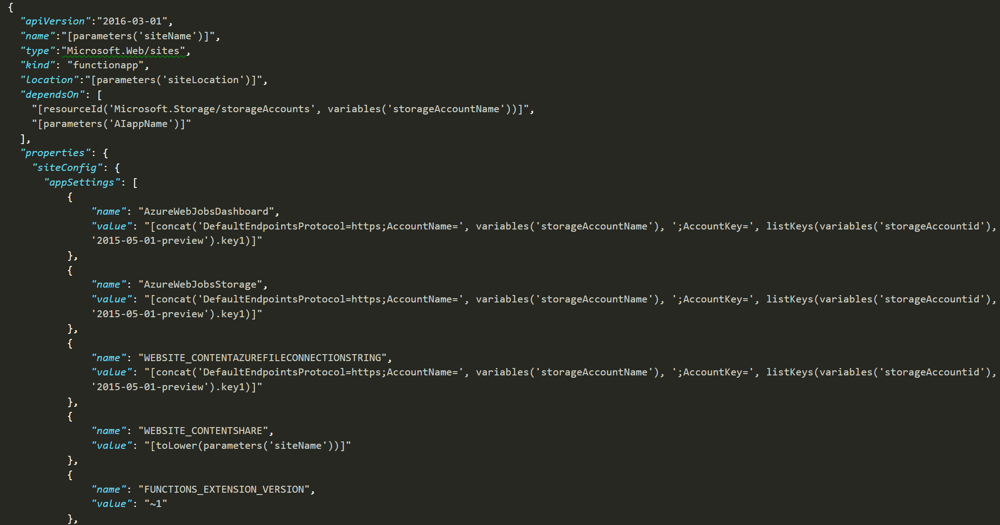 {
"apiVersion":"2016-03-01",
"name":"[parameters('siteName')]",
"type":"Microsoft.Web/sites",
"kind": "functionapp",
"location":"[parameters('siteLocation')]",
"dependsOn": [
"[resourceId('Microsoft.Storage/storageAccounts', variables('storageAccountName'))]",
"[parameters('AIappName')]"
],
"properties": {
"siteConfig": {
"appSettings": [
{
"name": "AzureWebJobsDashboard",
"value": "[concat('DefaultEndpointsProtocol=https;AccountName=', variables('storageAccountName'), ';AccountKey=', listKeys(variables('storageAccountid'),
'2015-05-01-preview').key1)]"
},
{
"name": "AzureWebJobsStorage",
"value": "[concat('DefaultEndpointsProtocol=https;AccountName=', variables('storageAccountName'), ';AccountKey=', listKeys(variables('storageAccountid'),
'2015-05-01-preview').key1)]"
},
{
"name": "WEBSITE_CONTENTAZUREFILECONNECTIONSTRING",
"value": "[concat('DefaultEndpointsProtocol=https;AccountName=', variables('storageAccountName'), ';AccountKey=', listKeys(variables('storageAccountid'),
'2015-05-01-preview').key1)]"
},
{
"name": "WEBSITE_CONTENTSHARE",
"value": "[toLower(parameters('siteName'))]"
},
{
"name": "FUNCTIONS_EXTENSION_VERSION",
"value": "~1"
},